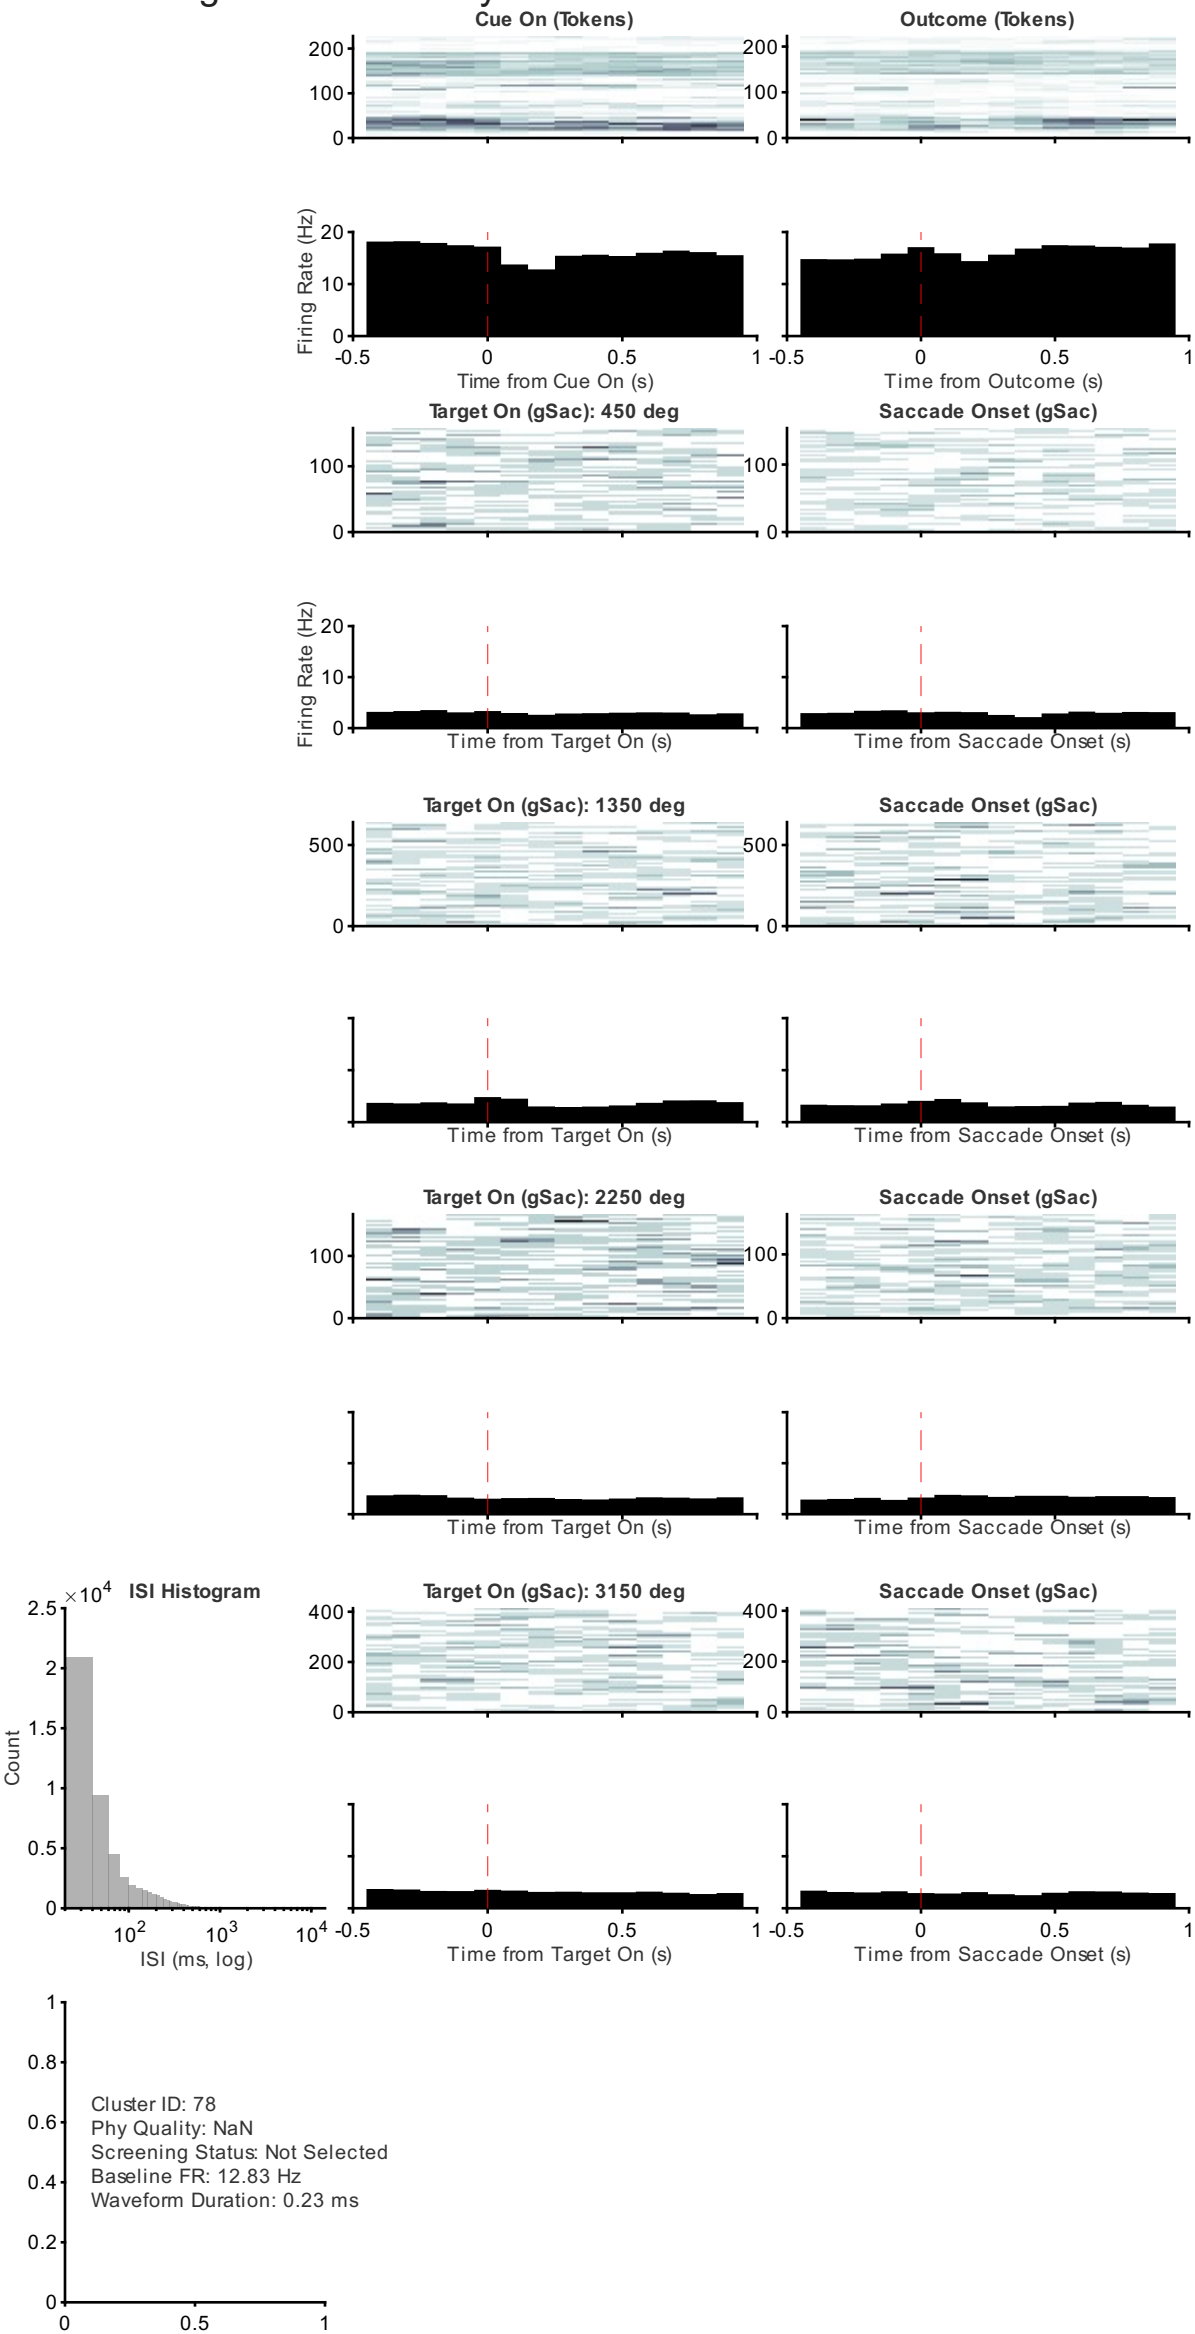 Cue On (Tokens)
Outcome (Tokens)
200
100
0
200
100
0
Firing Rate (Hz)
20
10
0
-0.5
0
0.5
1
-0.5
0
0.5
1
Time from Cue On (s)
Time from Outcome (s)
Target On (gSac): 450 deg
Saccade Onset (gSac)
100
0
100
0
Firing Rate (Hz)
20
10
0
Time from Target On (s)
Time from Saccade Onset (s)
Target On (gSac): 1350 deg
Saccade Onset (gSac)
500
0
500
0
Time from Target On (s)
Time from Saccade Onset (s)
Target On (gSac): 2250 deg
Saccade Onset (gSac)
100
0
100
0
Time from Target On (s)
Time from Saccade Onset (s)
×10^4
ISI Histogram
2.5
2
1.5
1
0.5
0
Count
10^2
10^3
10^4
ISI (ms, log)
Target On (gSac): 3150 deg
Saccade Onset (gSac)
400
200
0
400
200
0
-0.5
0
0.5
1
-0.5
0
0.5
1
Time from Target On (s)
Time from Saccade Onset (s)
1
0.8
0.6
0.4
0.2
0
Cluster ID: 78
Phy Quality: NaN
Screening Status: Not Selected
Baseline FR: 12.83 Hz
Waveform Duration: 0.23 ms
0
0.5
1